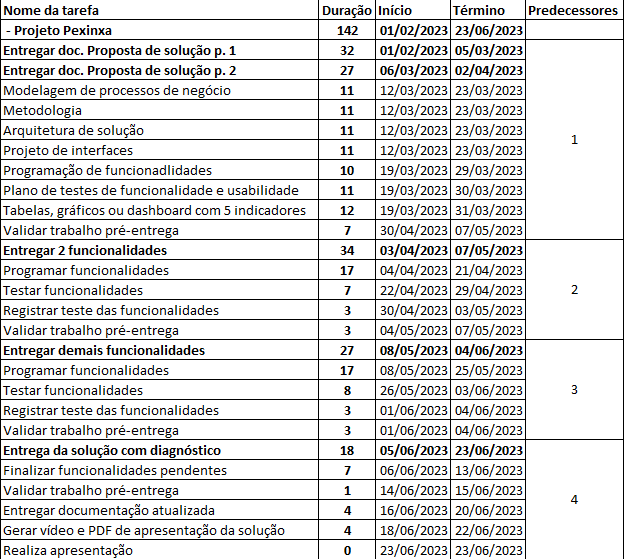 Nome da tarefa Duração Início Término Predecessores
- Projeto Pexinxa 142 01/02/2023 23/06/2023
Entregar doc. Proposta de solução p. 1 32 01/02/2023 05/03/2023
Entregar doc. Proposta de solução p. 2 27 06/03/2023 02/04/2023
Modelagem de processos de negócio 11 12/03/2023 23/03/2023
Metodologia 11 12/03/2023 23/03/2023
Arquitetura de solução 11 12/03/2023 23/03/2023
1
Projeto de interfaces 11 12/03/2023 23/03/2023
Programação de funcionadlidades 10 19/03/2023 29/03/2023
Plano de testes de funcionalidade e usabilidade 11 19/03/2023 30/03/2023
Tabelas, gráficos ou dashboard com 5 indicadores 12 19/03/2023 31/03/2023
Validar trabalho pré-entrega 7 30/04/2023 07/05/2023
Entregar 2 funcionalidades 34 03/04/2023 07/05/2023
Programar funcionalidades 17 04/04/2023 21/04/2023
Testar funcionalidades 7 22/04/2023 29/04/2023 2
Registrar teste das funcionalidades 3 30/04/2023 03/05/2023
Validar trabalho pré-entrega 3 04/05/2023 07/05/2023
Entregar demais funcionalidades 27 08/05/2023 04/06/2023
Programar funcionalidades 17 08/05/2023 25/05/2023
Testar funcionalidades 8 26/05/2023 03/06/2023 3
Registrar teste das funcionalidades 3 01/06/2023 04/06/2023
Validar trabalho pré-entrega 3 01/06/2023 04/06/2023
Entrega da solução com diagnóstico 18 05/06/2023 23/06/2023
Finalizar funcionalidades pendentes 7 06/06/2023 13/06/2023
Validar trabalho pré-entrega 1 14/06/2023 15/06/2023
4
Entregar documentação atualizada 4 16/06/2023 20/06/2023
Gerar vídeo e PDF de apresentação da solução 4 18/06/2023 22/06/2023
Realiza apresentação 0 23/06/2023 23/06/2023